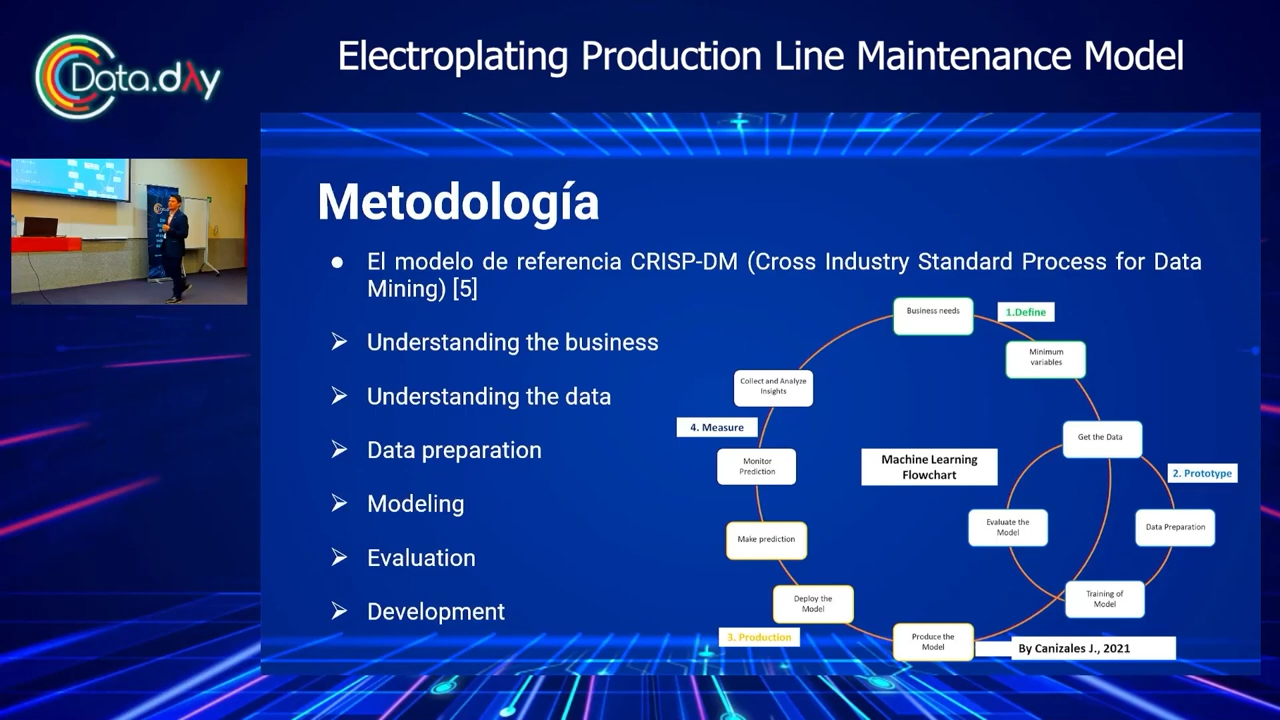 Data.dλy
Electroplating Production Line Maintenance Model
Metodología
El modelo de referencia CRISP-DM (Cross Industry Standard Process for Data
Mining) [5]
Understanding the business
Understanding the data
Data preparation
Modeling
Evaluation
Development
Business needs
1.Define
Minimum
variables
Collect and Analyze
Insights
4. Measure
Get the Data
Monitor
Prediction
Machine Learning
Flowchart
2. Prototype
Evaluate the
Model
Data Preparation
Make prediction
Deploy the
Model
Training of
Model
3. Production
Produce the
Model
By Canizales J., 2021